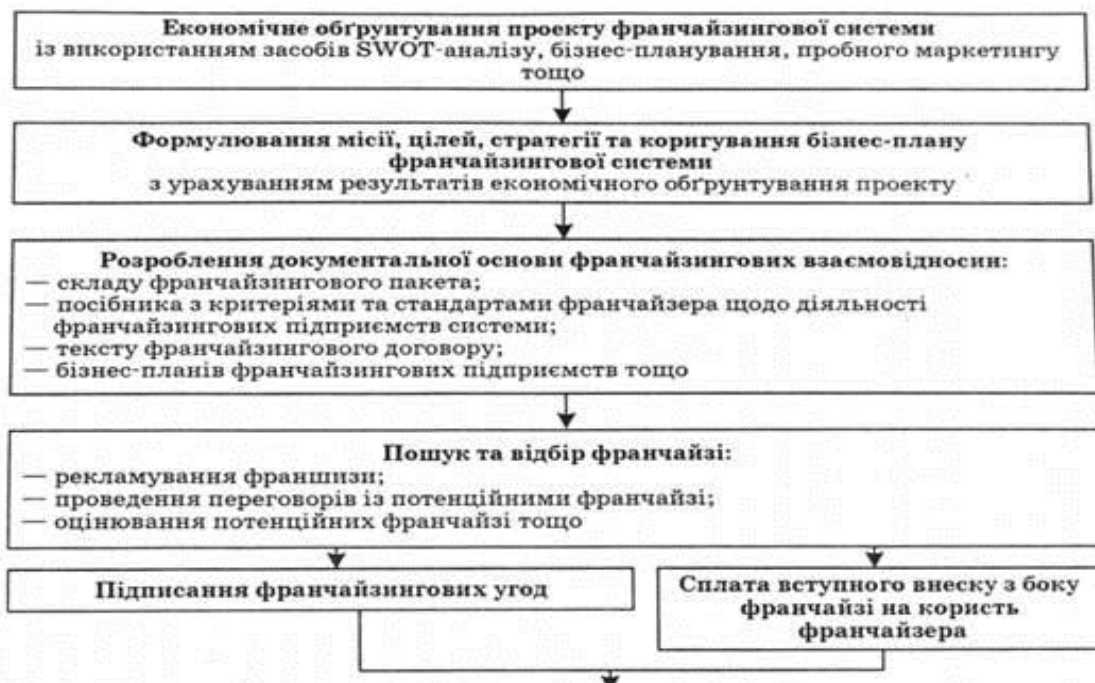 Економічне обґрунтування проекту франчайзингової системи
із використанням засобів SWOT-аналізу, бізнес-планування, пробного маркетингу
тощо
Формулювання місії, цілей, стратегії та коригування бізнес-плану
франчайзингової системи
з урахуванням результатів економічного обґрунтування проекту
Розроблення документальної основи франчайзингових взаємовідносин:
— складу франчайзингового пакета;
— посібника з критеріями та стандартами франчайзера щодо діяльності
франчайзингових підприємств системи;
— тексту франчайзингового договору;
— бізнес-планів франчайзингових підприємств тощо
Пошук та відбір франчайзі:
— рекламування франшизи;
— проведення переговорів із потенційними франчайзі;
— оцінювання потенційних франчайзі тощо
Підписання франчайзингових угод
Сплата вступного внеску з боку
франчайзі на користь
франчайзера